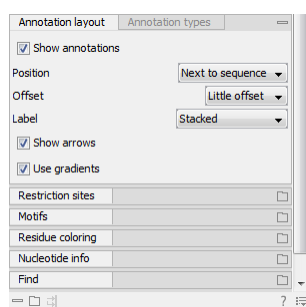 Annotation layout Annotation types
Show annotations
Position Next to sequence
Offset Little offset
Label Stacked
Show arrows
Use gradients
Restriction sites
Motifs
Residue coloring
Nucleotide info
Find
?